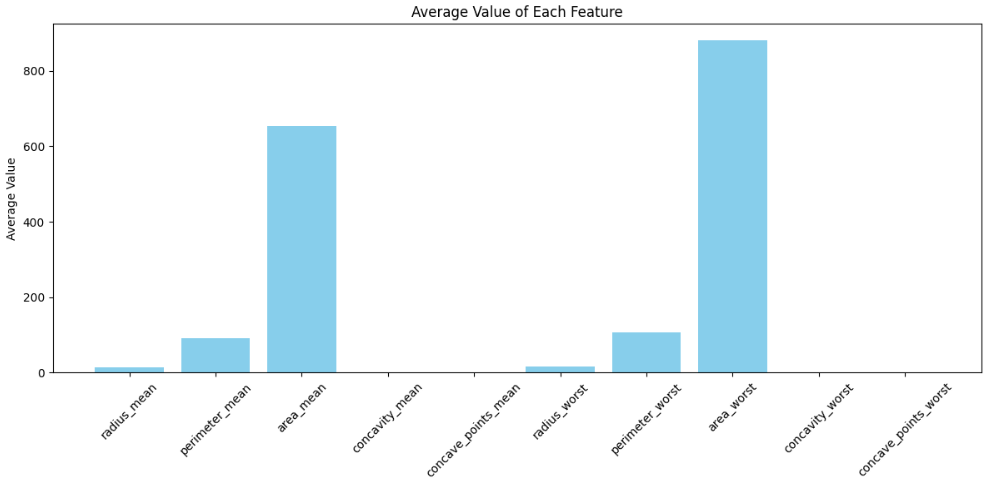 Average Value of Each Feature
Average Value
800
600
400
200
0
radius_mean
perimeter_mean
area_mean
concavity_mean
concave_points_mean
radius_worst
perimeter_worst
area_worst
concavity_worst
concave_points_worst